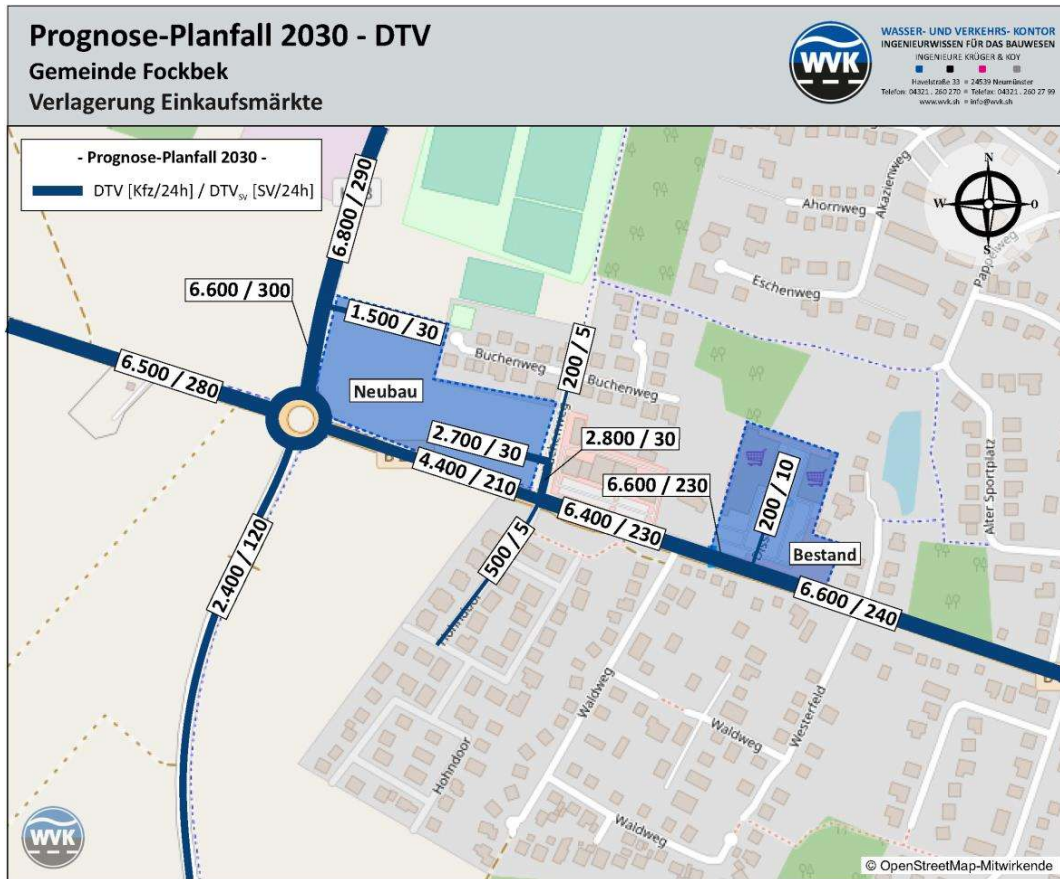 Prognose-Planfall 2030 - DTV
Gemeinde Fockbek
Verlagerung Einkaufsmärkte
WVK
WASSER- UND VERKEHRS- KONTOR
INGENIEURWISSEN FÜR DAS BAUWESEN
INGENIEURE KRÜGER & KOY
Havelstraße 33 ■ 24539 Neumünster
Telefon: 04321 . 260 270 ■ Telefax: 04321 . 260 27 99
www.wvk.sh ■ info@wvk.sh
- Prognose-Planfall 2030 -
DTV [Kfz/24h] / DTVSV [SV/24h]
N
W
O
S
6.800 / 290
6.600 / 300
1.500 / 30
6.500 / 280
Neubau
Buchenweg
Buchenweg
200 / 5
2.700 / 30
2.800 / 30
4.400 / 210
6.600 / 230
6.400 / 230
200 / 10
Bestand
6.600 / 240
500 / 5
2.400 / 120
Ahornweg
Akazienweg
Eschenweg
Pappelweg
Alter Sportplatz
Hohndoor
Hohndoor
Waldweg
Waldweg
Waldweg
Westerfeld
WVK
© OpenStreetMap-Mitwirkende